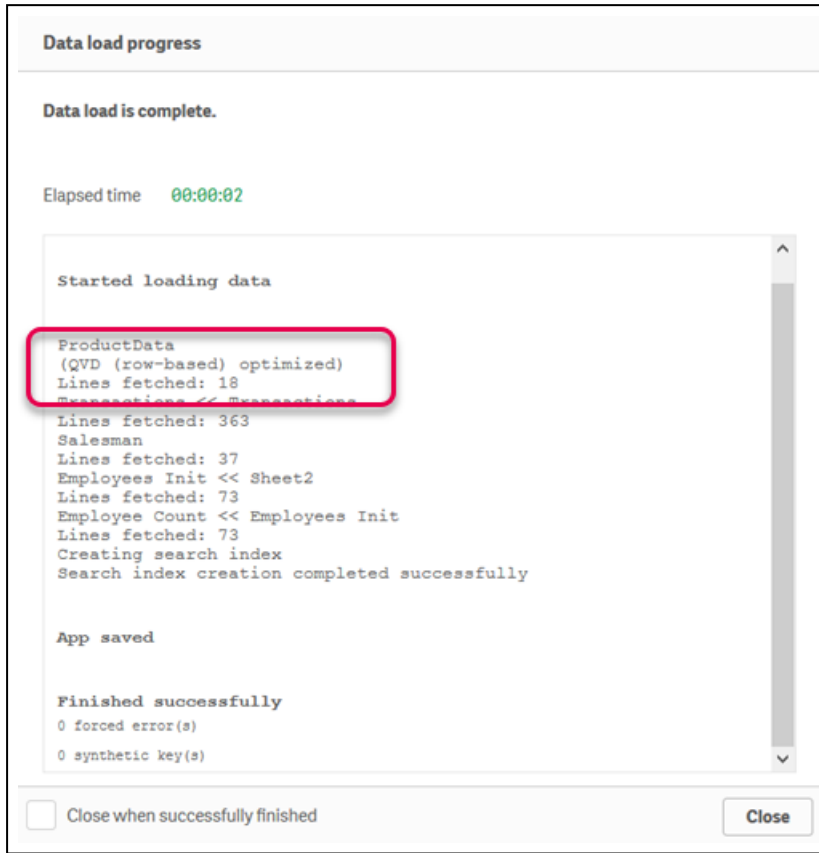 Data load progress
Data load is complete.
Elapsed time 00:00:02
Started loading data
ProductData
(QVD (row-based) optimized)
Lines fetched: 18
Transactions << Transactions
Lines fetched: 363
Salesman
Lines fetched: 37
Employees Init << Sheet2
Lines fetched: 73
Employee Count << Employees Init
Lines fetched: 73
Creating search index
Search index creation completed successfully
App saved
Finished successfully
0 forced error(s)
0 synthetic key(s)
Close when successfully finished
Close